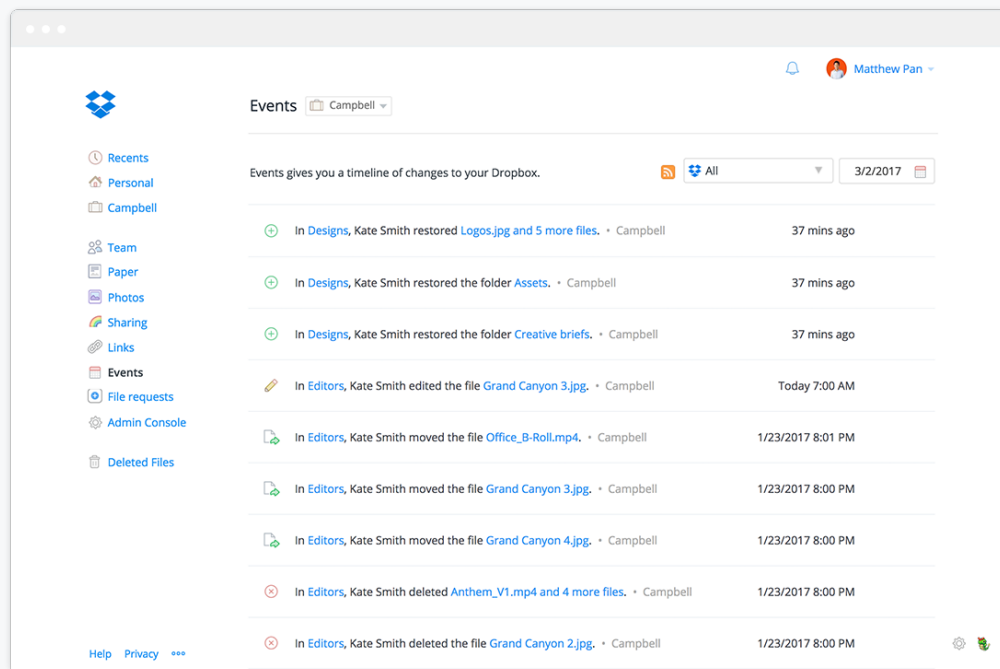 Matthew Pan
Events Campbell
Recents
Personal
Campbell
Team
Paper
Photos
Sharing
Links
Events
File requests
Admin Console
Deleted Files
Help Privacy
Events gives you a timeline of changes to your Dropbox. All 3/2/2017
In Designs, Kate Smith restored Logos.jpg and 5 more files. • Campbell 37 mins ago
In Designs, Kate Smith restored the folder Assets. • Campbell 37 mins ago
In Designs, Kate Smith restored the folder Creative briefs. • Campbell 37 mins ago
In Editors, Kate Smith edited the file Grand Canyon 3.jpg. • Campbell Today 7:00 AM
In Editors, Kate Smith moved the file Office_B-Roll.mp4. • Campbell 1/23/2017 8:01 PM
In Editors, Kate Smith moved the file Grand Canyon 3.jpg. • Campbell 1/23/2017 8:00 PM
In Editors, Kate Smith moved the file Grand Canyon 4.jpg. • Campbell 1/23/2017 8:00 PM
In Editors, Kate Smith deleted Anthem_V1.mp4 and 4 more files. • Campbell 1/23/2017 8:00 PM
In Editors, Kate Smith deleted the file Grand Canyon 2.jpg. • Campbell 1/23/2017 8:00 PM